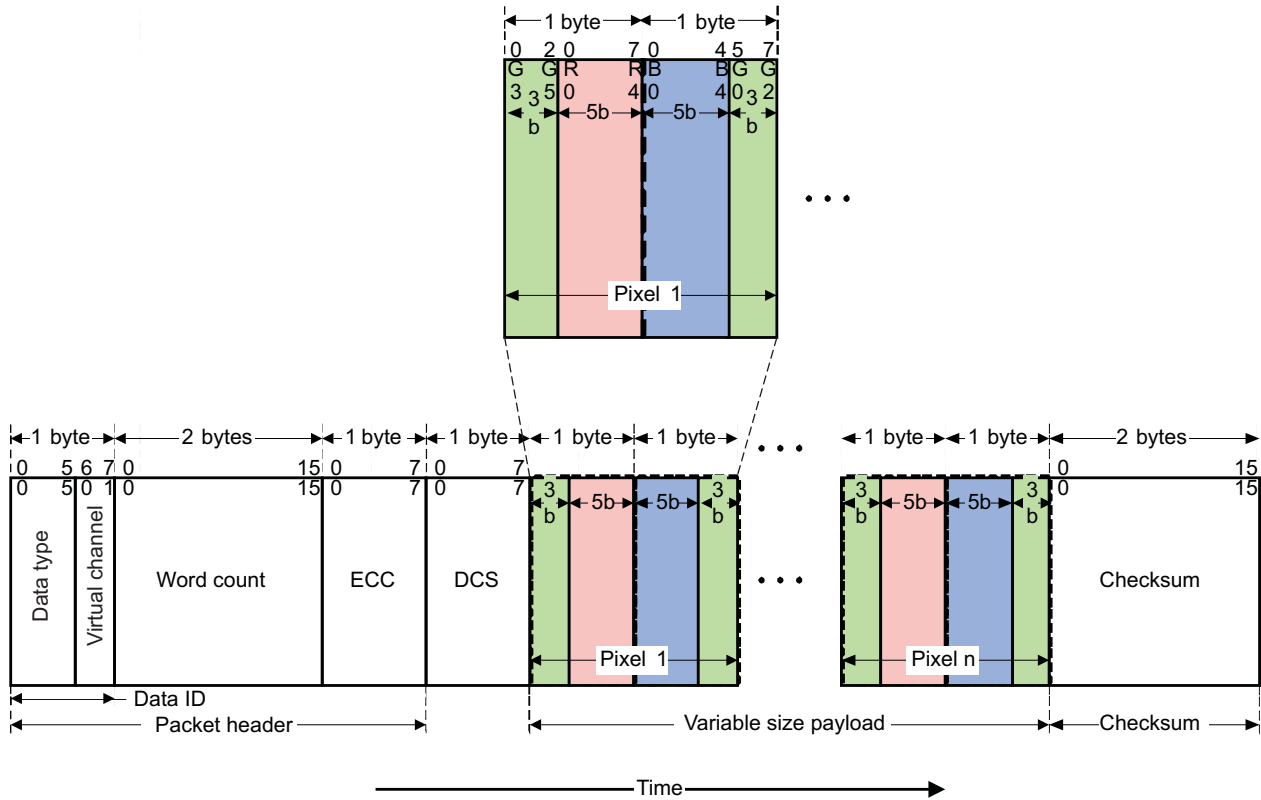 1 byte 1 byte
0 2 0 7 0 4 5 7
G G R R B B G G
3 5 0 4 0 4 0 2
3 b 5b 5b 3 b
• • •
Pixel 1
1 byte 2 bytes 1 byte 1 byte 1 byte 1 byte • • • 1 byte 1 byte 2 bytes
0 5 6 7 0 15 0 7 0 7 0 15
0 5 0 1 0 15 0 7 0 7 0 15
3 b 5b 5b 3 b 3 b 5b 5b 3 b
Data type Virtual channel Word count ECC DCS • • • Checksum
Pixel 1 Pixel n
Data ID
Packet header Variable size payload Checksum
Time